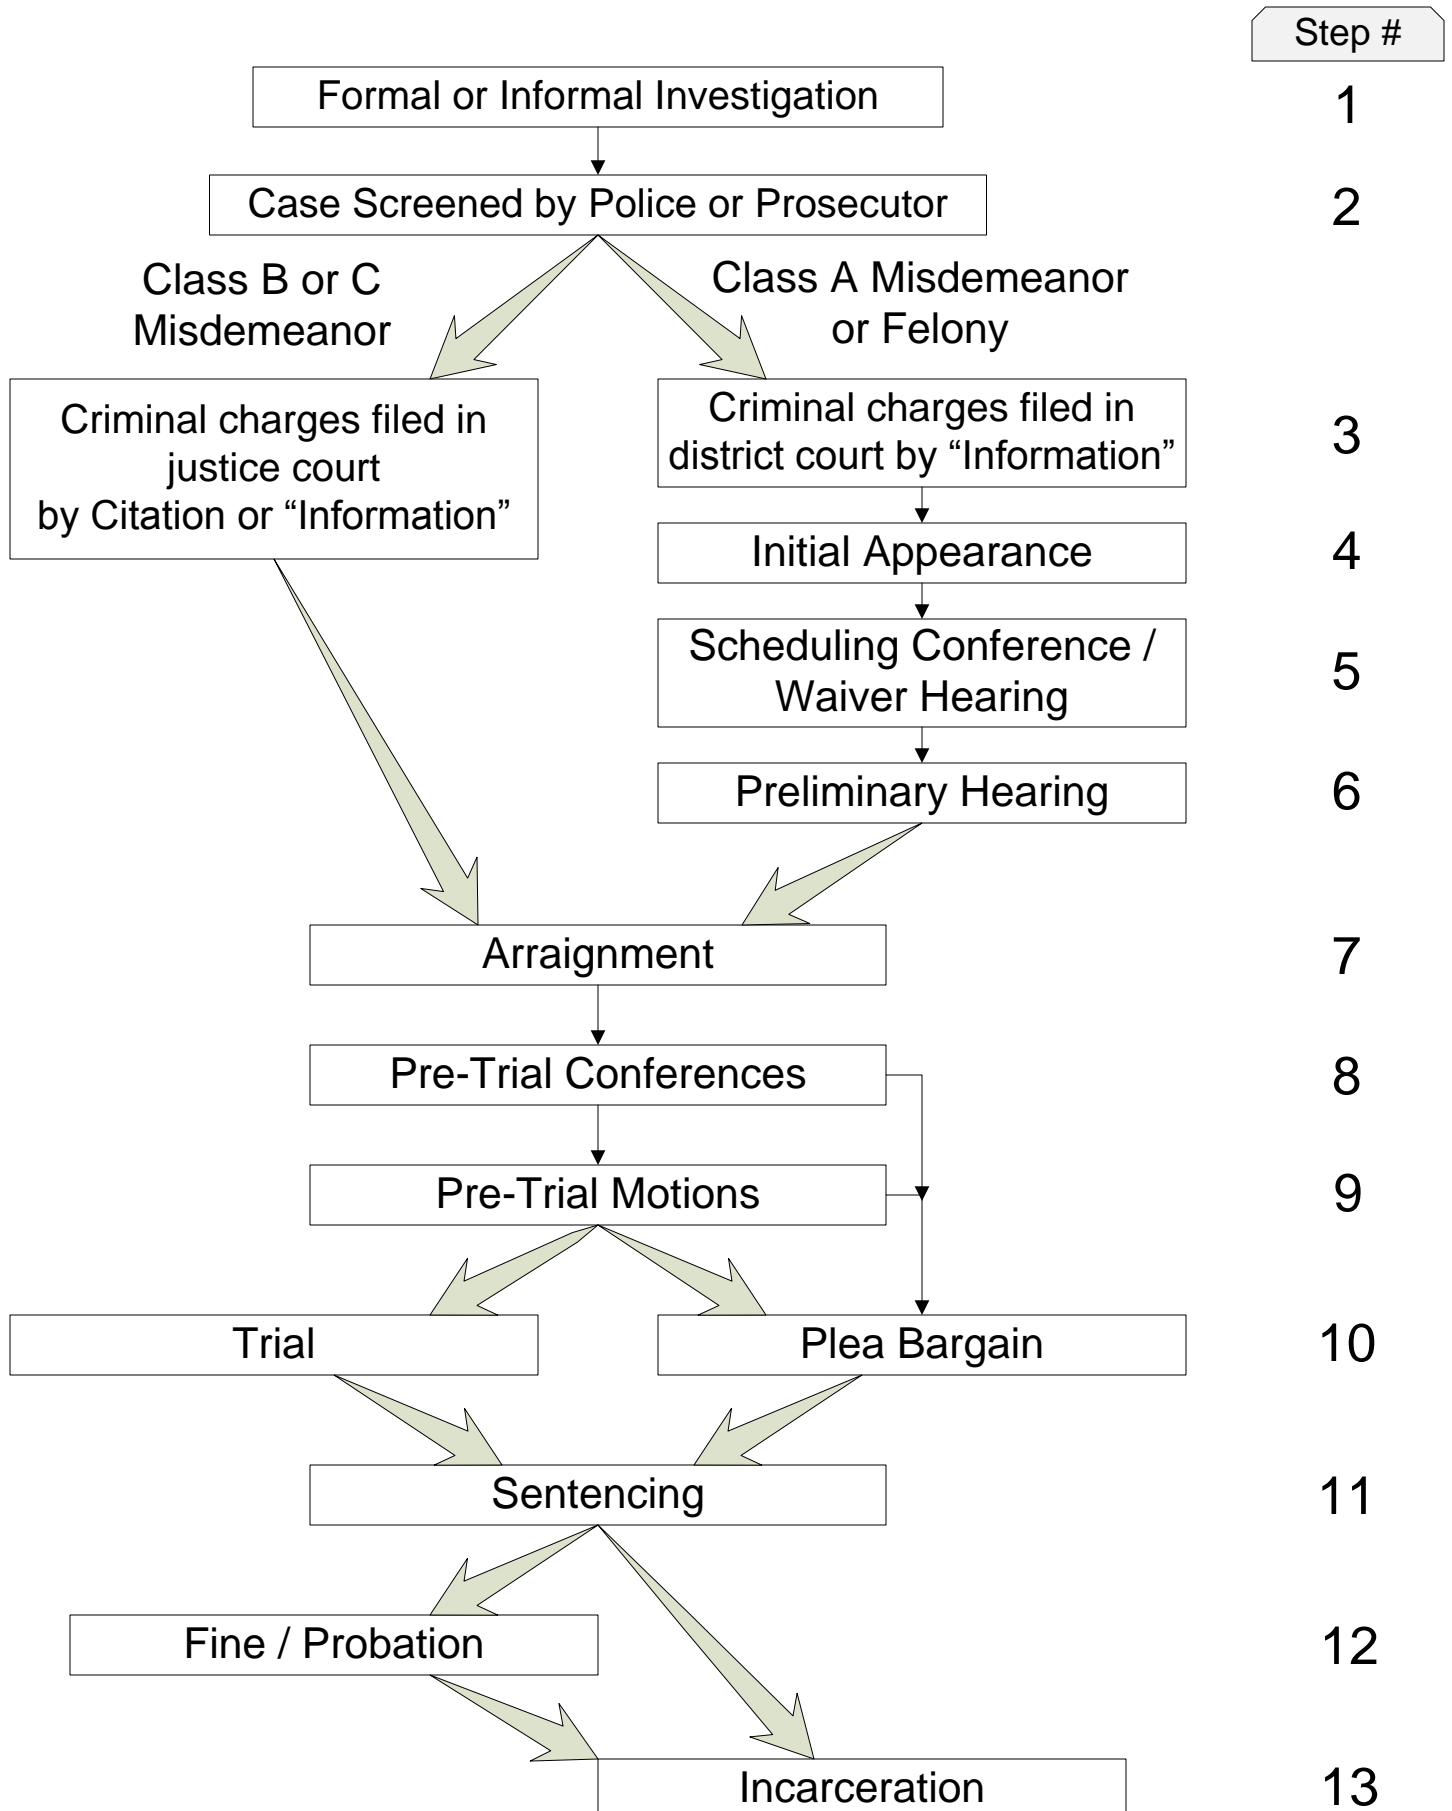 Step #
Formal or Informal Investigation
1
Case Screened by Police or Prosecutor
2
Class B or C
Misdemeanor
Class A Misdemeanor
or Felony
Criminal charges filed in
justice court
by Citation or “Information”
Criminal charges filed in
district court by “Information”
3
Initial Appearance
4
Scheduling Conference /
Waiver Hearing
5
Preliminary Hearing
6
Arraignment
7
Pre-Trial Conferences
8
Pre-Trial Motions
9
Trial
Plea Bargain
10
Sentencing
11
Fine / Probation
12
Incarceration
13